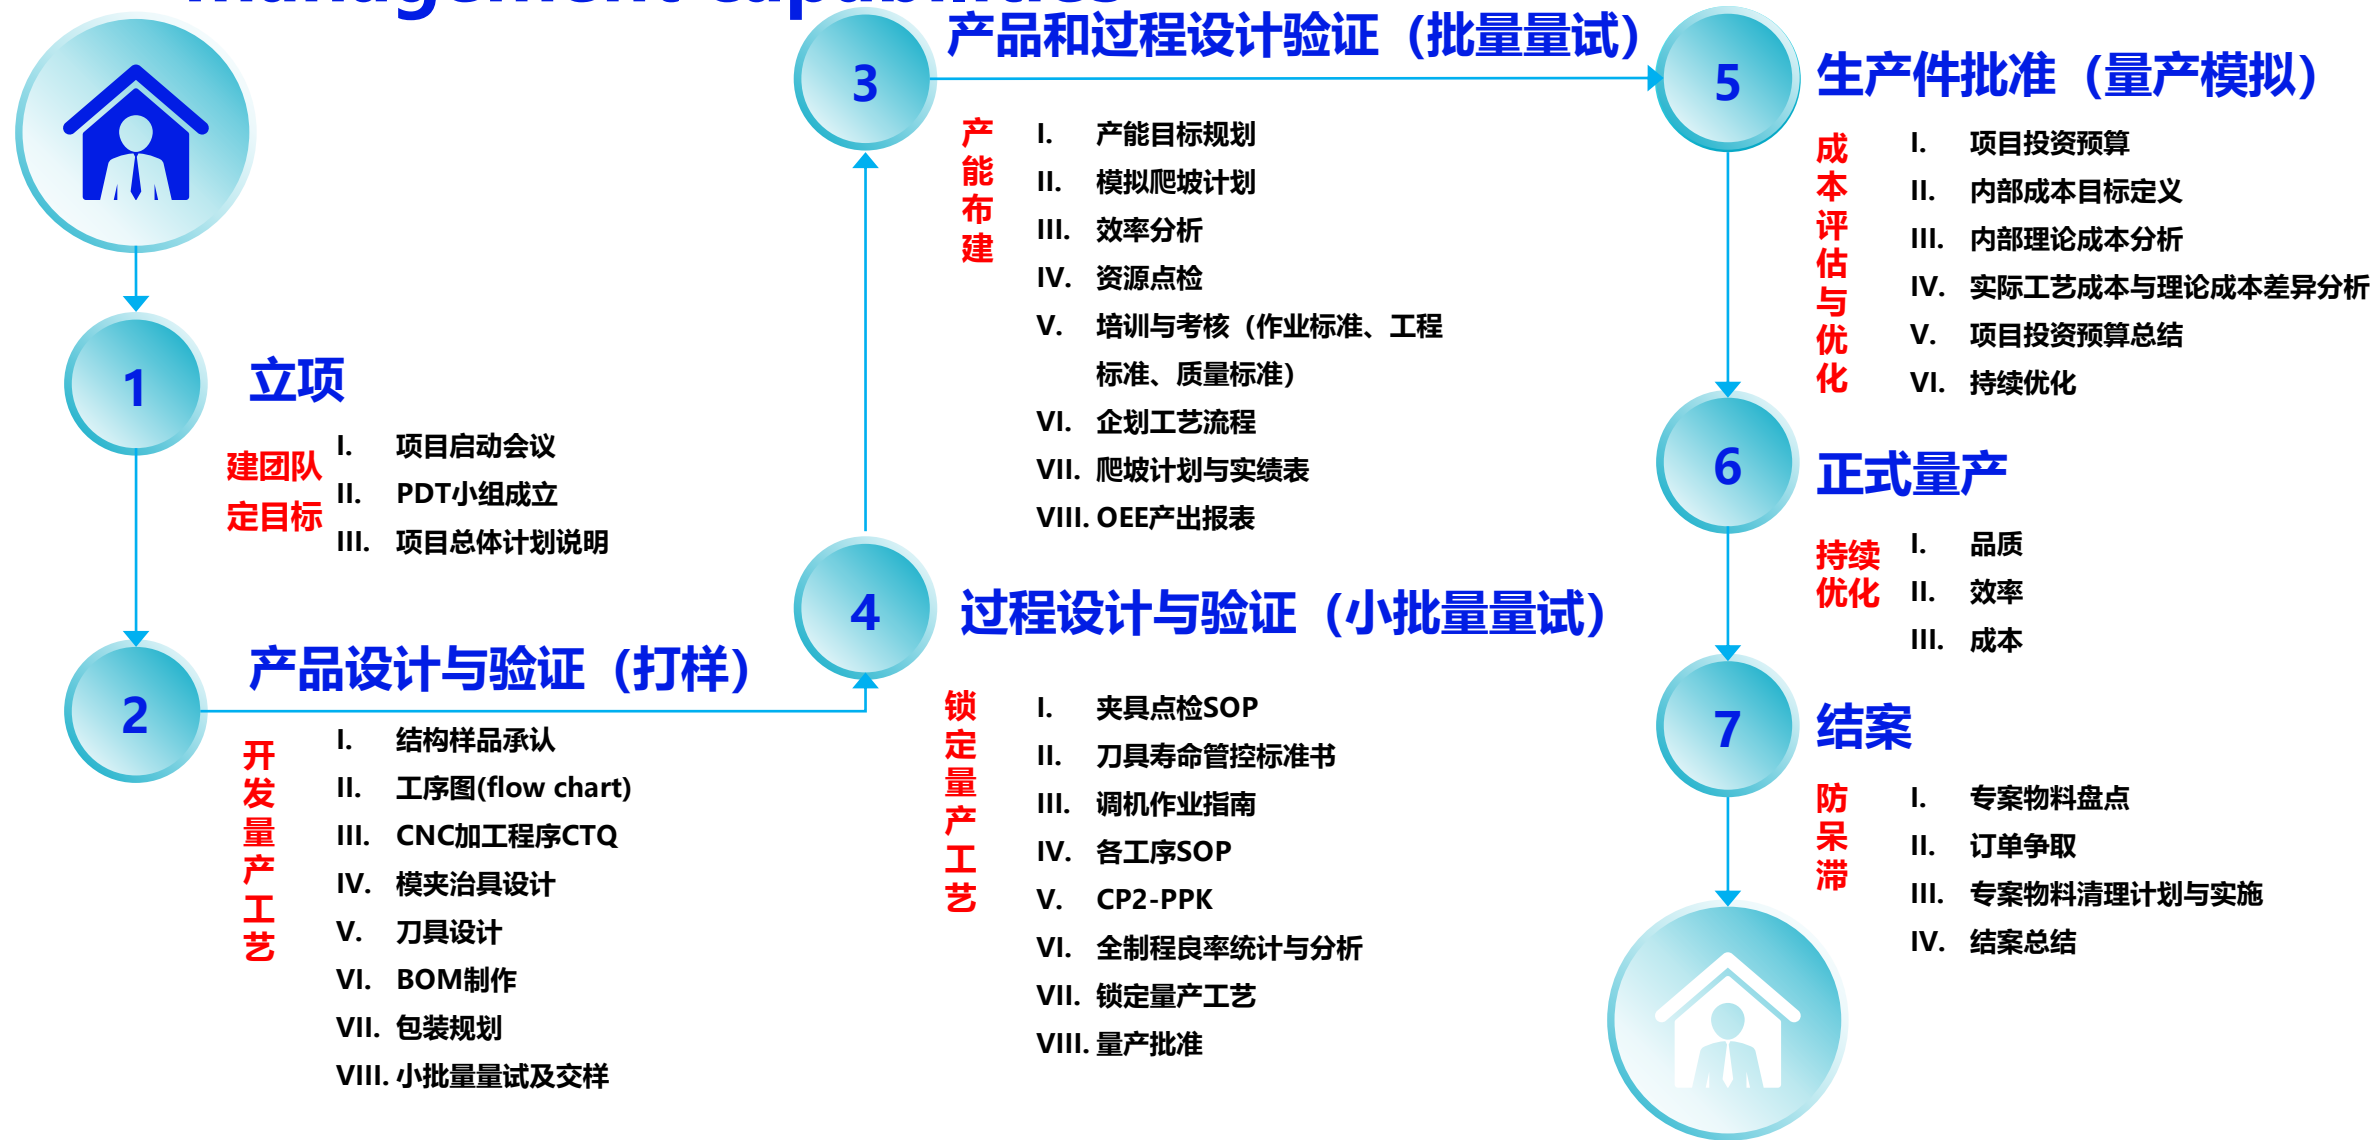 management capabilities
1
立项
建团队
定目标
I. 项目启动会议
II. PDT小组成立
III. 项目总体计划说明
2
产品设计与验证（打样）
开发量产工艺
I. 结构样品承认
II. 工序图(flow chart)
III. CNC加工程序CTQ
IV. 模夹治具设计
V. 刀具设计
VI. BOM制作
VII. 包装规划
VIII. 小批量量试及交样
3
产品和过程设计验证（批量量试）
产能布建
I. 产能目标规划
II. 模拟爬坡计划
III. 效率分析
IV. 资源点检
V. 培训与考核（作业标准、工程
标准、质量标准）
VI. 企划工艺流程
VII. 爬坡计划与实绩表
VIII. OEE产出报表
4
过程设计与验证（小批量量试）
锁定量产工艺
I. 夹具点检SOP
II. 刀具寿命管控标准书
III. 调机作业指南
IV. 各工序SOP
V. CP2-PPK
VI. 全制程良率统计与分析
VII. 锁定量产工艺
VIII. 量产批准
5
生产件批准（量产模拟）
成本评估与优化
I. 项目投资预算
II. 内部成本目标定义
III. 内部理论成本分析
IV. 实际工艺成本与理论成本差异分析
V. 项目投资预算总结
VI. 持续优化
6
正式量产
持续
优化
I. 品质
II. 效率
III. 成本
7
结案
防呆滞
I. 专案物料盘点
II. 订单争取
III. 专案物料清理计划与实施
IV. 结案总结